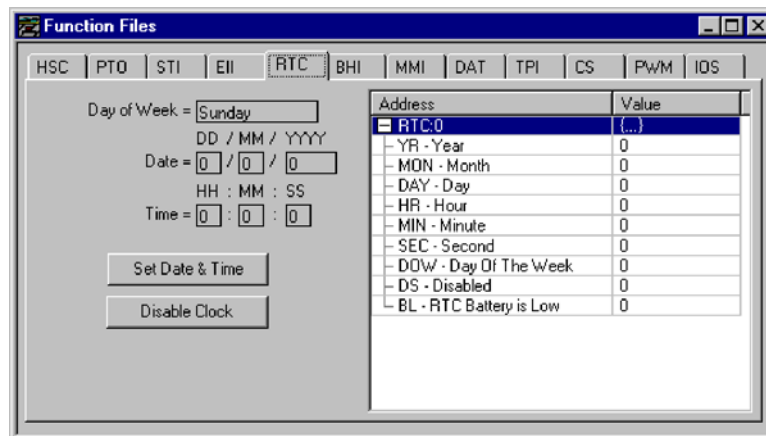 Function Files
HSC PTO STI EII RTC BHI MMI DAT TPI CS PWM IOS
Day of Week = Sunday
DD / MM / YYYY
Date = 0 / 0 / 0
HH : MM : SS
Time = 0 : 0 : 0
Set Date & Time
Disable Clock
Address Value
RTC:0 {...}
YR - Year 0
MON - Month 0
DAY - Day 0
HR - Hour 0
MIN - Minute 0
SEC - Second 0
DOW - Day Of The Week 0
DS - Disabled 0
BL - RTC Battery is Low 0